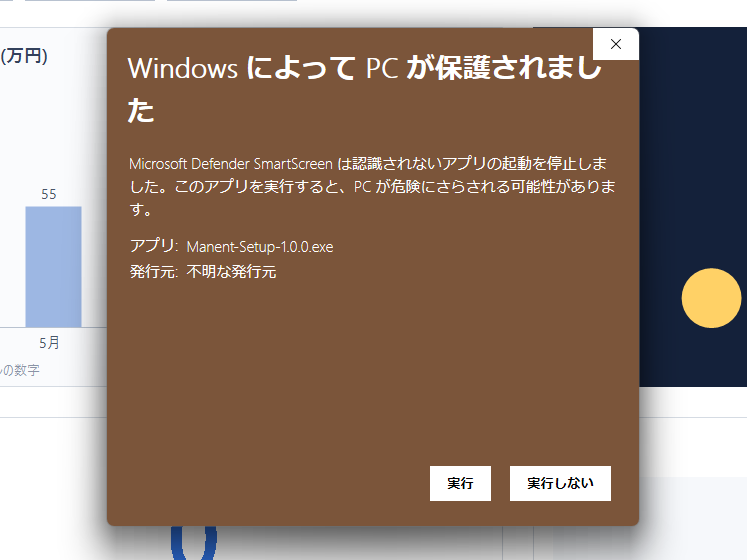 (万円)
Windows によって PC が保護されまし
た
Microsoft Defender SmartScreen は認識されないアプリの起動を停止しま
した。このアプリを実行すると、PC が危険にさらされる可能性がありま
す。
アプリ: Manent-Setup-1.0.0.exe
発行元: 不明な発行元
55
5月
の数字
実行
実行しない